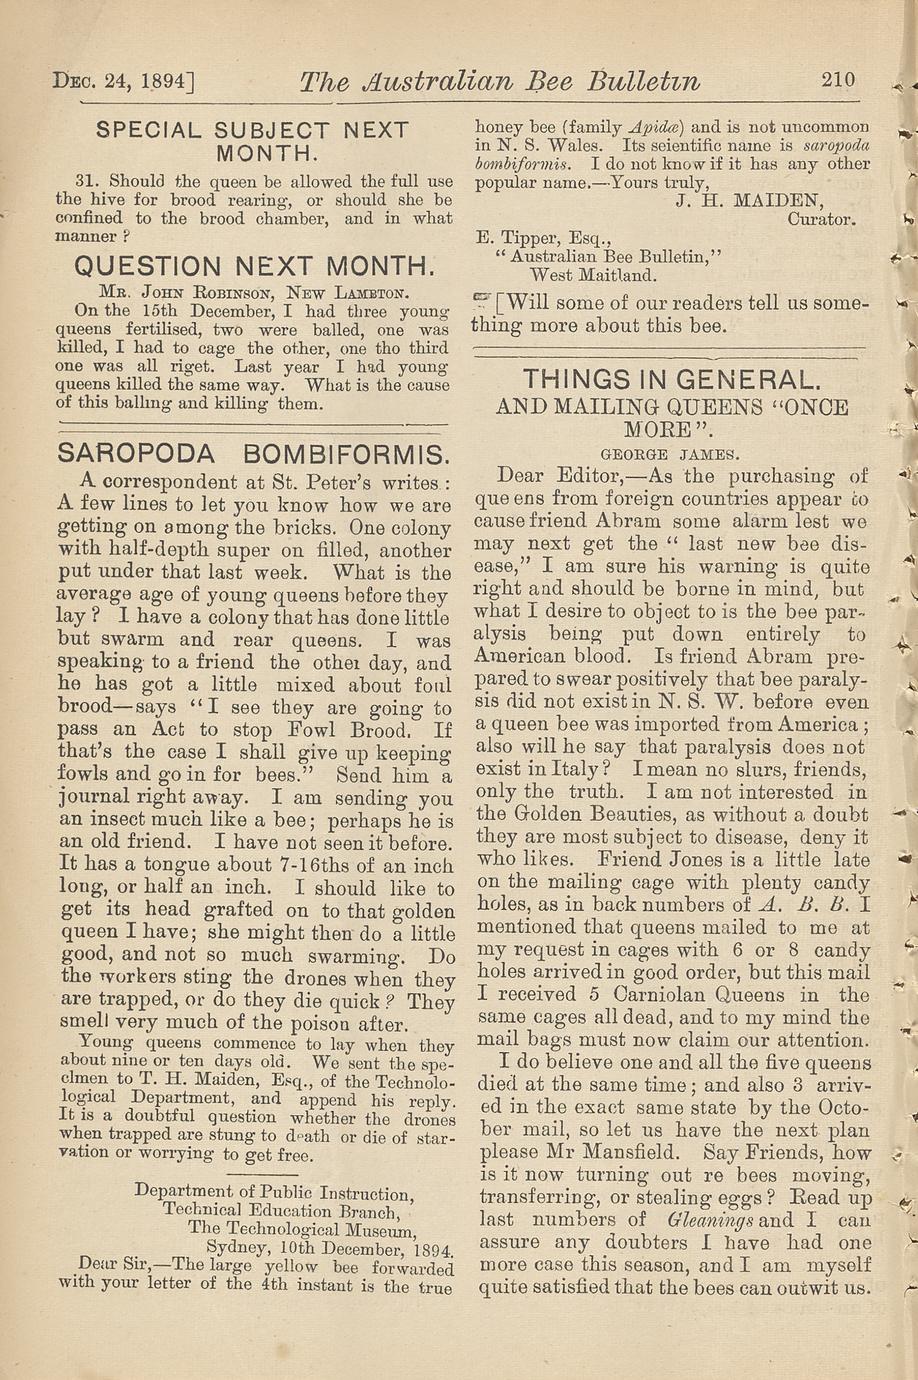 DEC. 24, 1894]
The Australian Bee Bulletin
210
SPECIAL SUBJECT NEXT
MONTH.
31. Should the queen be allowed the full use
the hive for brood rearing, or should she be
confined to the brood chamber, and in what
manner ?
QUESTION NEXT MONTH.
MR. JOHN ROBINSON, NEW LAMBTON.
On the 15th December, I had three young
queens fertilised, two were balled, one was
killed, I had to cage the other, one tho third
one was all riget. Last year I had young
queens killed the same way. What is the cause
of this balling and killing them.
SAROPODA BOMBIFORMIS.
A correspondent at St. Peter's writes :
A few lines to let you know how we are
getting on among the bricks. One colony
with half-depth super on filled, another
put under that last week. What is the
average age of young queens before they
lay ? I have a colony that has done little
but swarm and rear queens. I was
speaking to a friend the other day, and
he has got a little mixed about foul
brood—says "I see they are going to
pass an Act to stop Fowl Brood. If
that's the case I shall give up keeping
fowls and go in for bees." Send him a
journal right away. I am sending you
an insect much like a bee; perhaps he is
an old friend. I have not seen it before.
It has a tongue about 7-16ths of an inch
long, or half an inch. I should like to
get its head grafted on to that golden
queen I have; she might then do a little
good, and not so much swarming. Do
the workers sting the drones when they
are trapped, or do they die quick ? They
smell very much of the poison after.
Young queens commence to lay when they
about nine or ten days old. We sent the spe-
cimen to T. H. Maiden, Esq., of the Technolo-
logical Department, and append his reply.
It is a doubtful question whether the drones
when trapped are stung to death or die of star-
vation or worrying to get free.
Department of Public Instruction,
Technical Education Branch,
The Technological Museum,
Sydney, 10th December, 1894.
Dear Sir,—The large yellow bee forwarded
with your letter of the 4th instant is the true
honey bee (family Apidæ) and is not uncommon
in N. S. Wales. Its seientific name is saropoda
bombiformis. I do not know if it has any other
popular name.—Yours truly,
J. H. MAIDEN,
Curator.
E. Tipper, Esq.,
"Australian Bee Bulletin,"
West Maitland.
[Will some of our readers tell us some-
thing more about this bee.
THINGS IN GENERAL.
AND MAILING QUEENS "ONCE
MORE".
GEORGE JAMES.
Dear Editor,—As the purchasing of
queens from foreign countries appear to
cause friend Abram some alarm lest we
may next get the " last new bee dis-
ease," I am sure his warning is quite
right and should be borne in mind, but
what I desire to object to is the bee par-
alysis being put down entirely to
American blood. Is friend Abram pre-
pared to swear positively that bee paraly-
sis did not exist in N. S. W. before even
a queen bee was imported from America ;
also will he say that paralysis does not
exist in Italy ? I mean no slurs, friends,
only the truth. I am not interested in
the Golden Beauties, as without a doubt
they are most subject to disease, deny it
who likes. Friend Jones is a little late
on the mailing cage with plenty candy
holes, as in back numbers of A. B. B. I
mentioned that queens mailed to me at
my request in cages with 6 or 8 candy
holes arrived in good order, but this mail
I received 5 Carniolan Queens in the
same cages all dead, and to my mind the
mail bags must now claim our attention.
I do believe one and all the five queens
died at the same time ; and also 3 arriv-
ed in the exact same state by the Octo-
ber mail, so let us have the next plan
please Mr Mansfield. Say Friends, how
is it now turning out re bees moving,
transferring, or stealing eggs ? Read up
last numbers of Gleanings and I can
assure any doubters I have had one
more case this season, and I am myself
quite satisfied that the bees can outwit us.